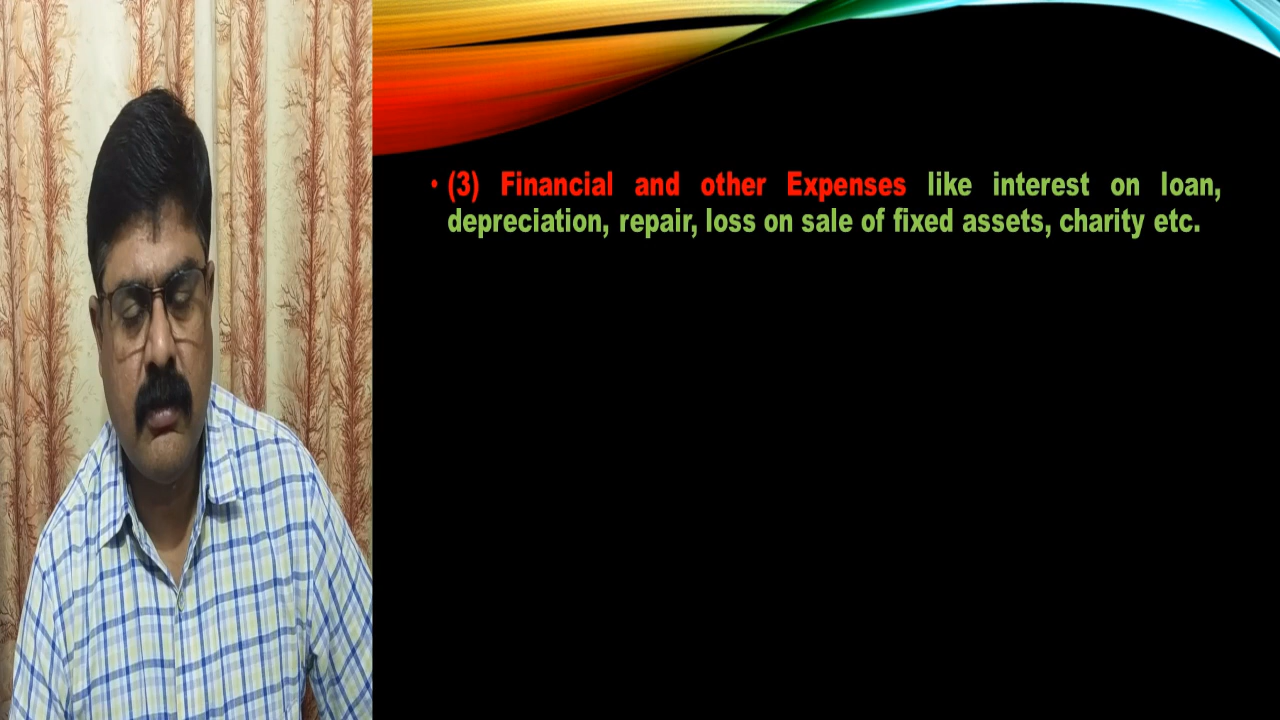 • (3) Financial and other Expenses like interest on loan,
depreciation, repair, loss on sale of fixed assets, charity etc.